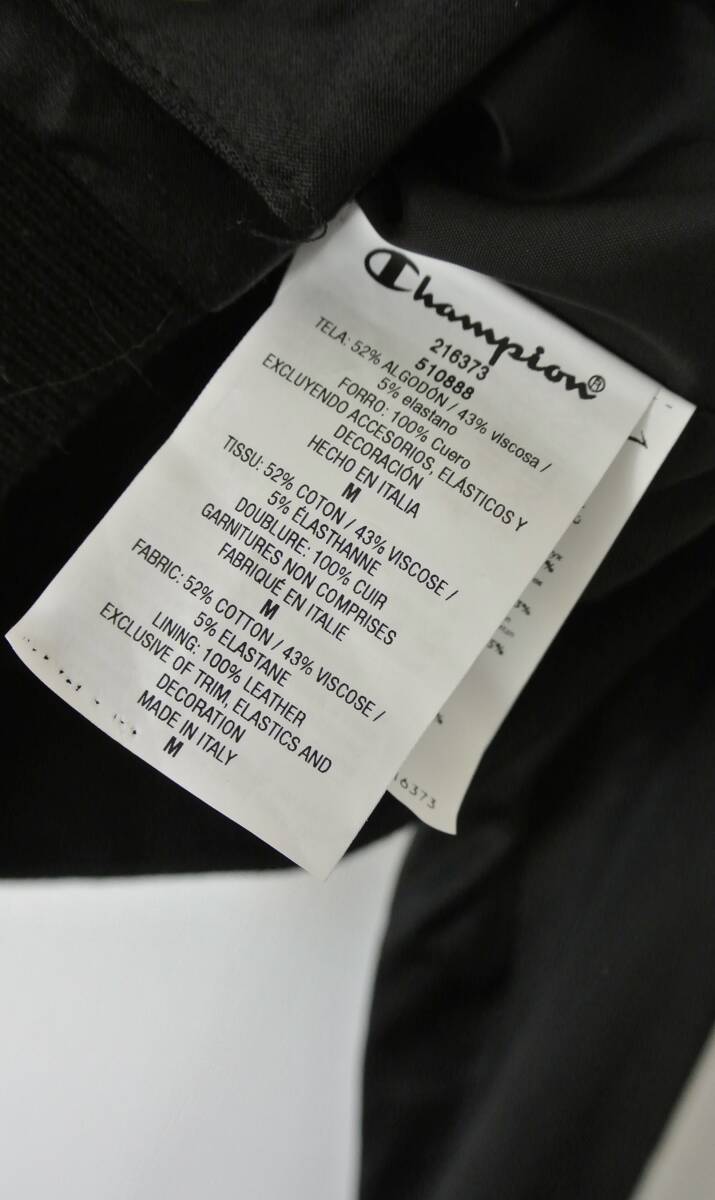 Champion®
216373
510888
TELA: 52% ALGODÓN / 43% viscosa /
5% elastano
FORRO: 100% Cuero
EXCLUYENDO ACCESORIOS, ELASTICOS Y
DECORACIÓN
HECHO EN ITALIA
M
TISSU: 52% COTON / 43% VISCOSE /
5% ÉLASTHANNE
DOUBLURE: 100% CUIR
GARNITURES NON COMPRISES
FABRIQUÉ EN ITALIE
M
FABRIC: 52% COTTON / 43% VISCOSE /
5% ELASTANE
LINING: 100% LEATHER
EXCLUSIVE OF TRIM, ELASTICS AND
DECORATION
MADE IN ITALY
M
16373